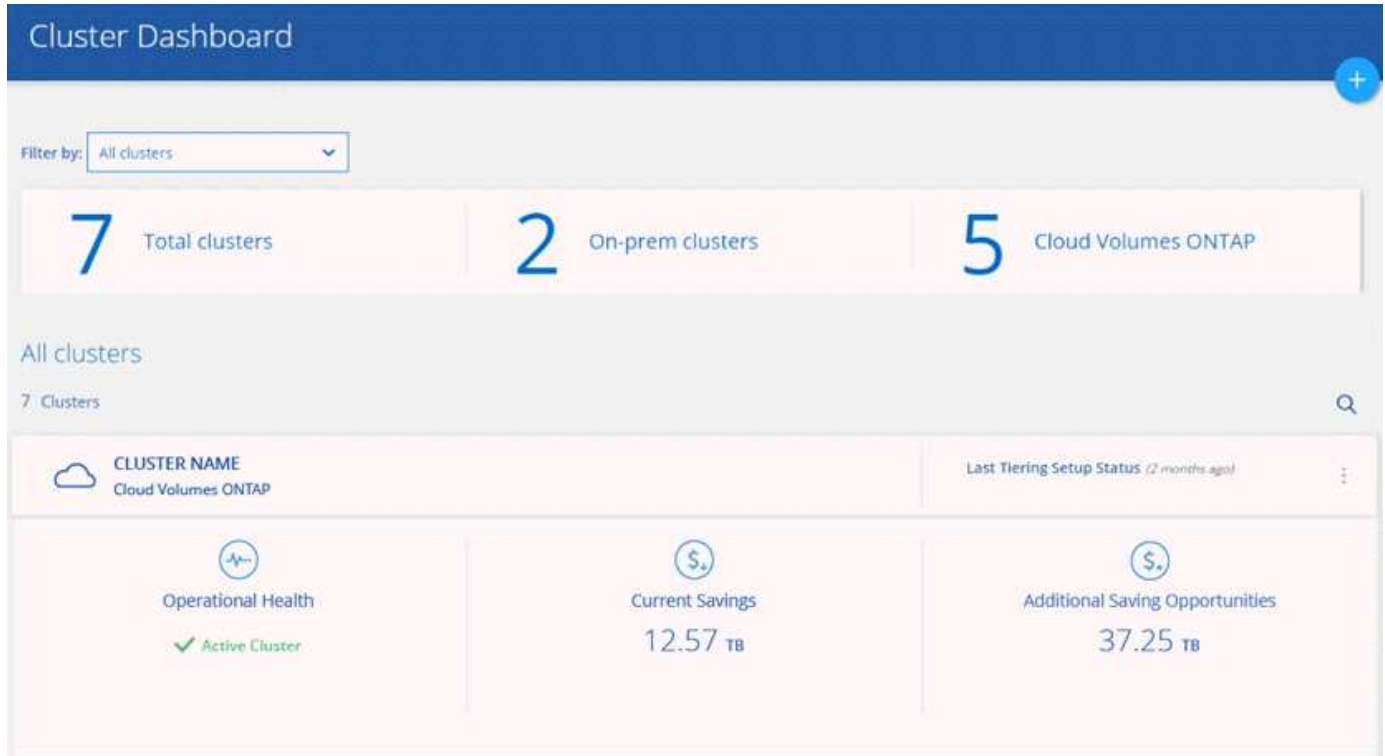 Cluster Dashboard
+
Filter by: All clusters
7 Total clusters
2 On-prem clusters
5 Cloud Volumes ONTAP
All clusters
7 Clusters
CLUSTER NAME
Cloud Volumes ONTAP
Last Tiering Setup Status (2 months ago)
Operational Health
Active Cluster
$
Current Savings
12.57 TB
$
Additional Saving Opportunities
37.25 TB